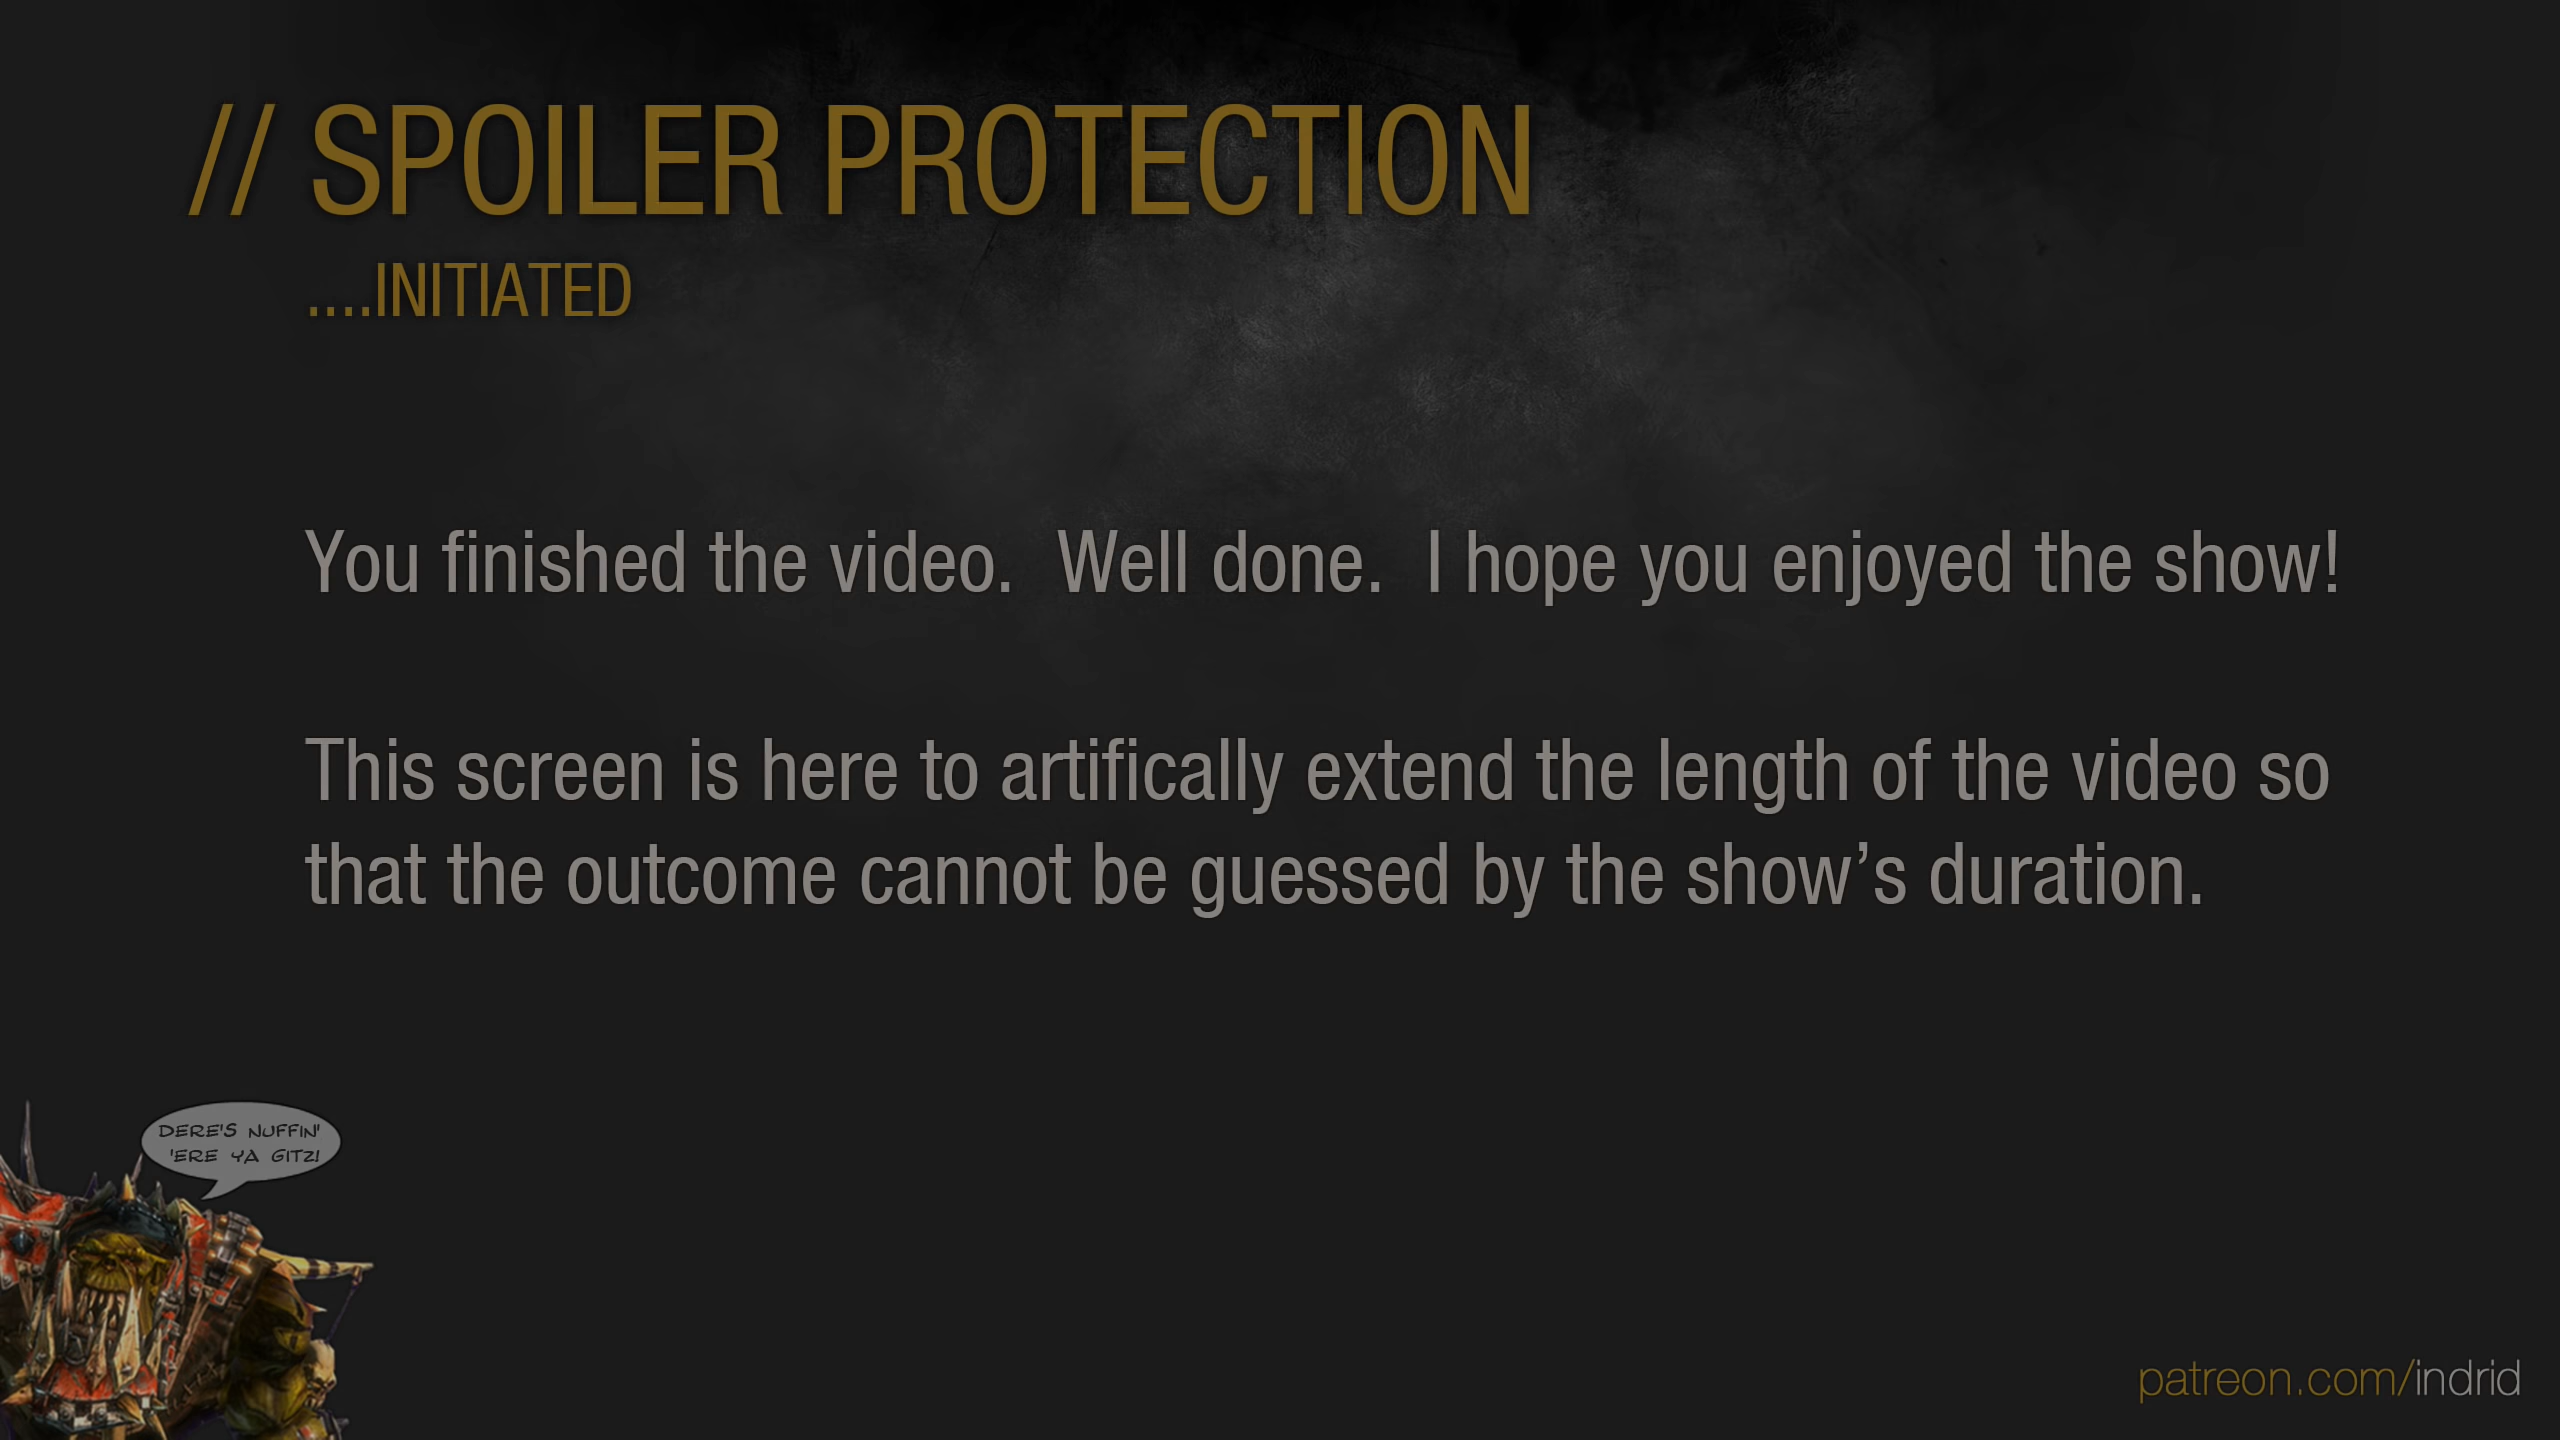 // SPOILER PROTECTION
....INITIATED
You finished the video.  Well done.  I hope you enjoyed the show!
This screen is here to artifically extend the length of the video so
that the outcome cannot be guessed by the show’s duration.
DERE'S NUFFIN'
'ERE YA GITZ!
patreon.com/indrid